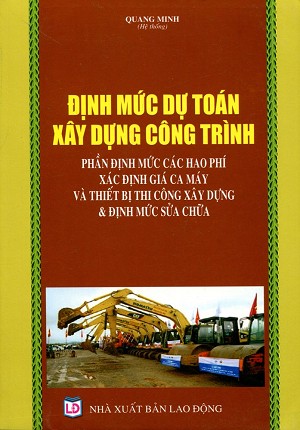 QUANG MINH
(Hệ thống)
ĐỊNH MỨC DỰ TOÁN
XÂY DỰNG CÔNG TRÌNH
PHẦN ĐỊNH MỨC CÁC HAO PHÍ
XÁC ĐỊNH GIÁ CA MÁY
VÀ THIẾT BỊ THI CÔNG XÂY DỰNG
& ĐỊNH MỨC SỬA CHỮA
LĐ
NHÀ XUẤT BẢN LAO ĐỘNG